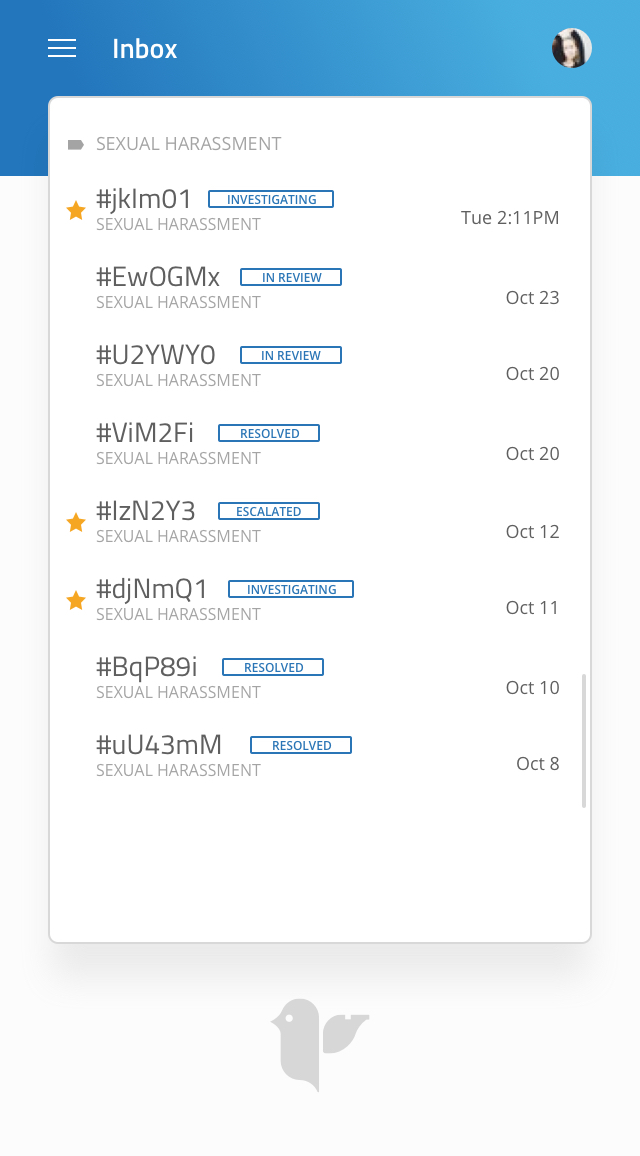 Inbox
SEXUAL HARASSMENT
#jkIm01 INVESTIGATING
SEXUAL HARASSMENT
Tue 2:11PM
#EwOGMx IN REVIEW
SEXUAL HARASSMENT
Oct 23
#U2YWY0 IN REVIEW
SEXUAL HARASSMENT
Oct 20
#ViM2Fi RESOLVED
SEXUAL HARASSMENT
Oct 20
#IzN2Y3 ESCALATED
SEXUAL HARASSMENT
Oct 12
#djNmQ1 INVESTIGATING
SEXUAL HARASSMENT
Oct 11
#BqP89i RESOLVED
SEXUAL HARASSMENT
Oct 10
#uU43mM RESOLVED
SEXUAL HARASSMENT
Oct 8